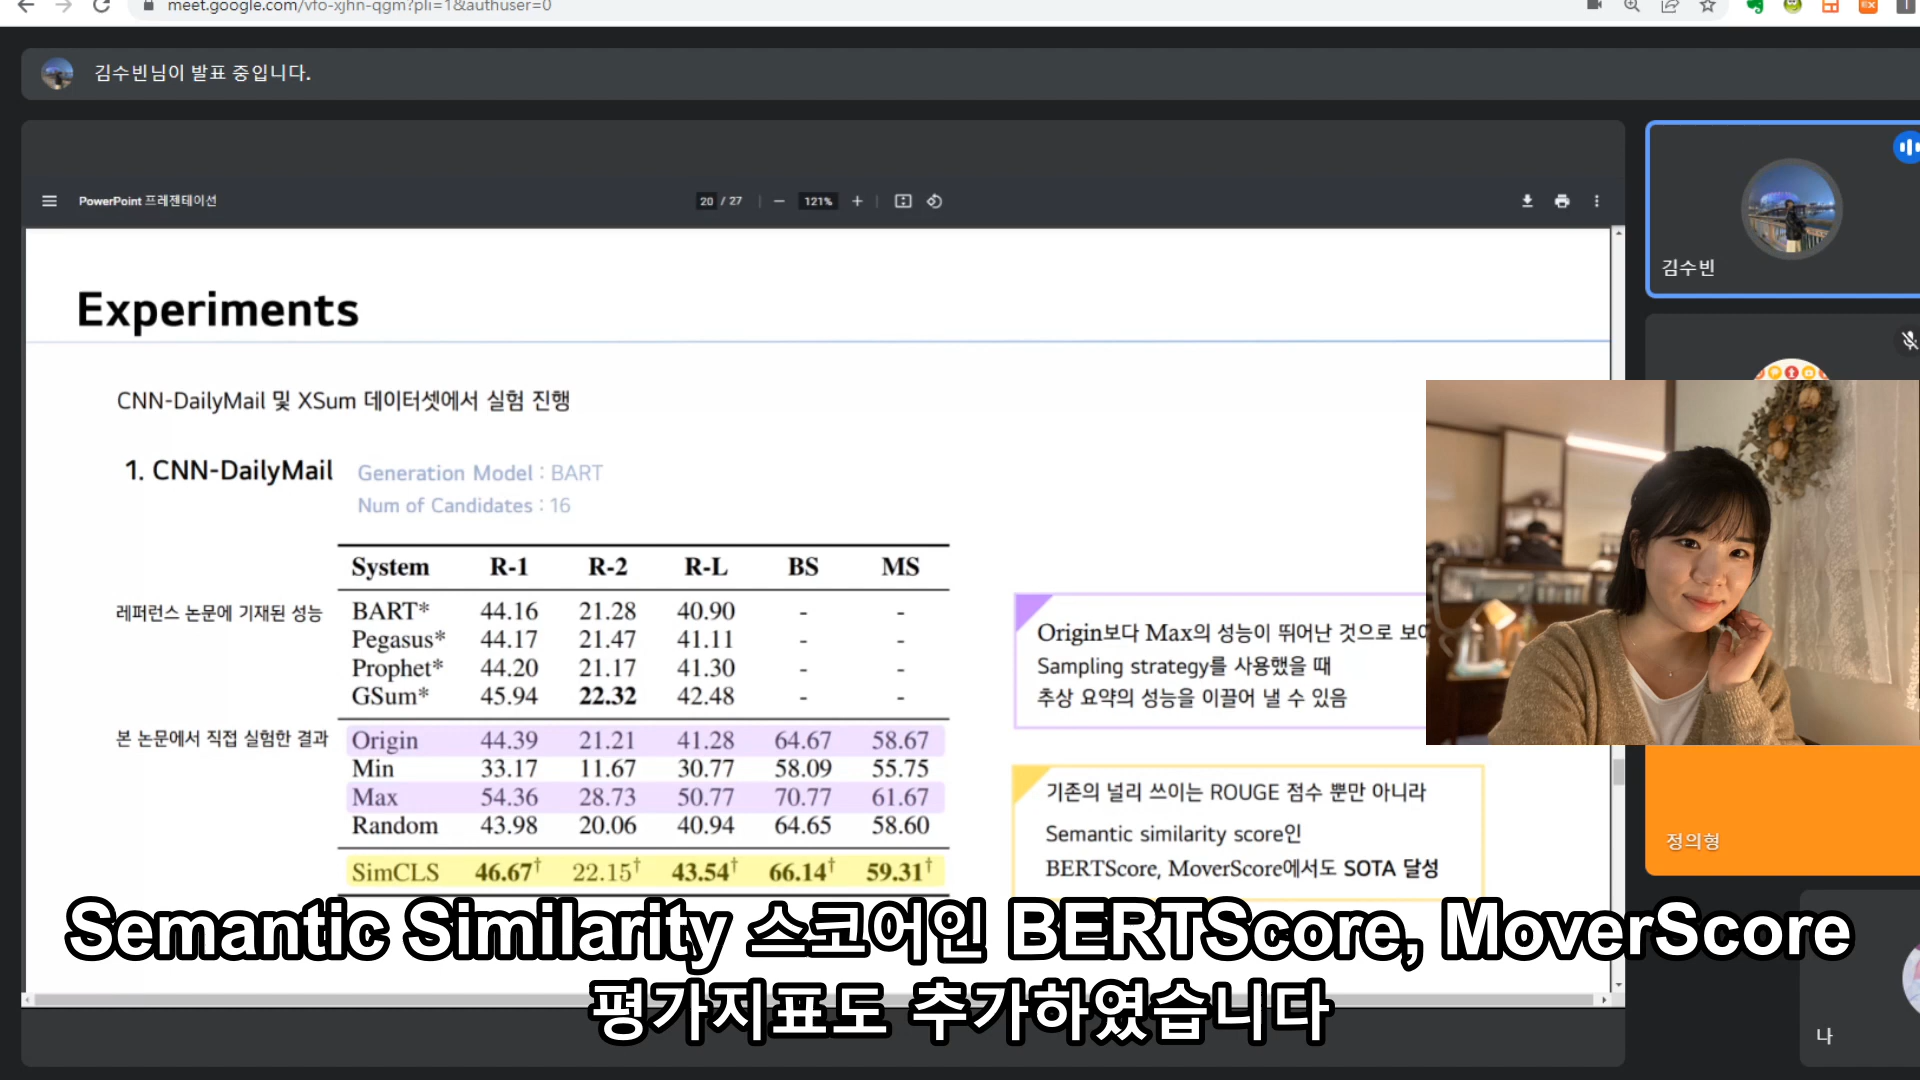 meet.google.com/vfo-xjhn-qgm?pli=1&authuser=0
김수빈님이 발표 중입니다.
PowerPoint 프레젠테이션
20 / 27
121%
김수빈
Experiments
CNN-DailyMail 및 XSum 데이터셋에서 실험 진행
1. CNN-DailyMail
Generation Model : BART
Num of Candidates : 16
System R-1 R-2 R-L BS MS
레퍼런스 논문에 기재된 성능
BART* 44.16 21.28 40.90 - -
Pegasus* 44.17 21.47 41.11 - -
Prophet* 44.20 21.17 41.30 - -
GSum* 45.94 22.32 42.48 - -
본 논문에서 직접 실험한 결과
Origin 44.39 21.21 41.28 64.67 58.67
Min 33.17 11.67 30.77 58.09 55.75
Max 54.36 28.73 50.77 70.77 61.67
Random 43.98 20.06 40.94 64.65 58.60
SimCLS 46.67† 22.15† 43.54† 66.14† 59.31†
Origin보다 Max의 성능이 뛰어난 것으로
Sampling strategy를 사용했을 때
추상 요약의 성능을 이끌어 낼 수 있음
기존의 널리 쓰이는 ROUGE 점수 뿐만 아니라
Semantic similarity score인
BERTScore, MoverScore에서도 SOTA 달성
정의형
나
Semantic Similarity 스코어인 BERTScore, MoverScore
평가지표도 추가하였습니다